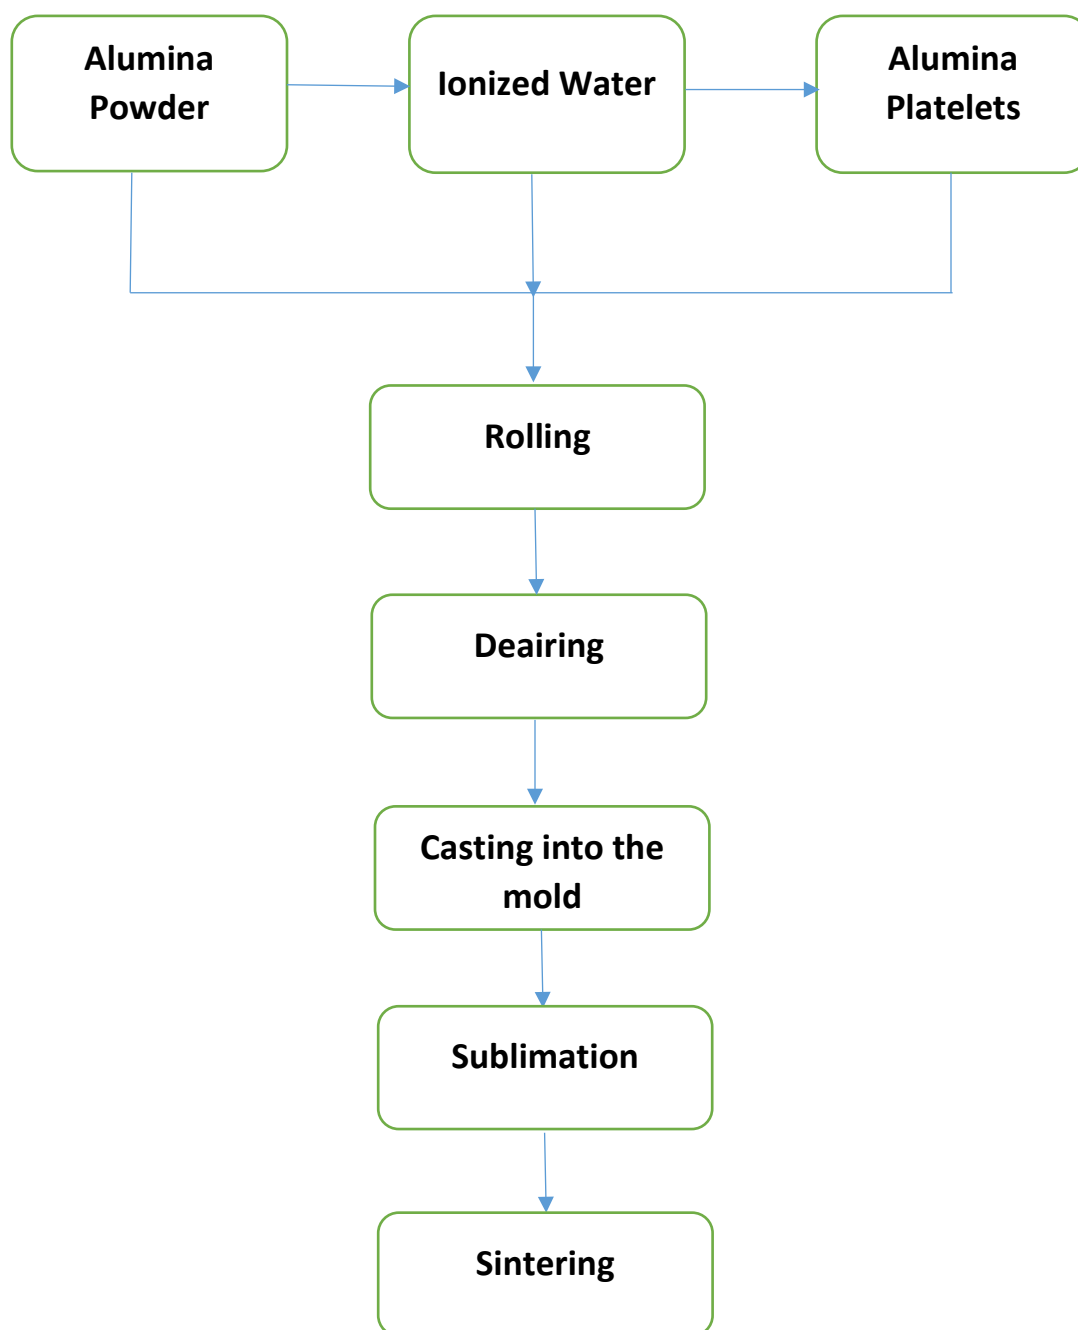 Alumina
Powder
Ionized Water
Alumina
Platelets
Rolling
Deairing
Casting into the
mold
Sublimation
Sintering